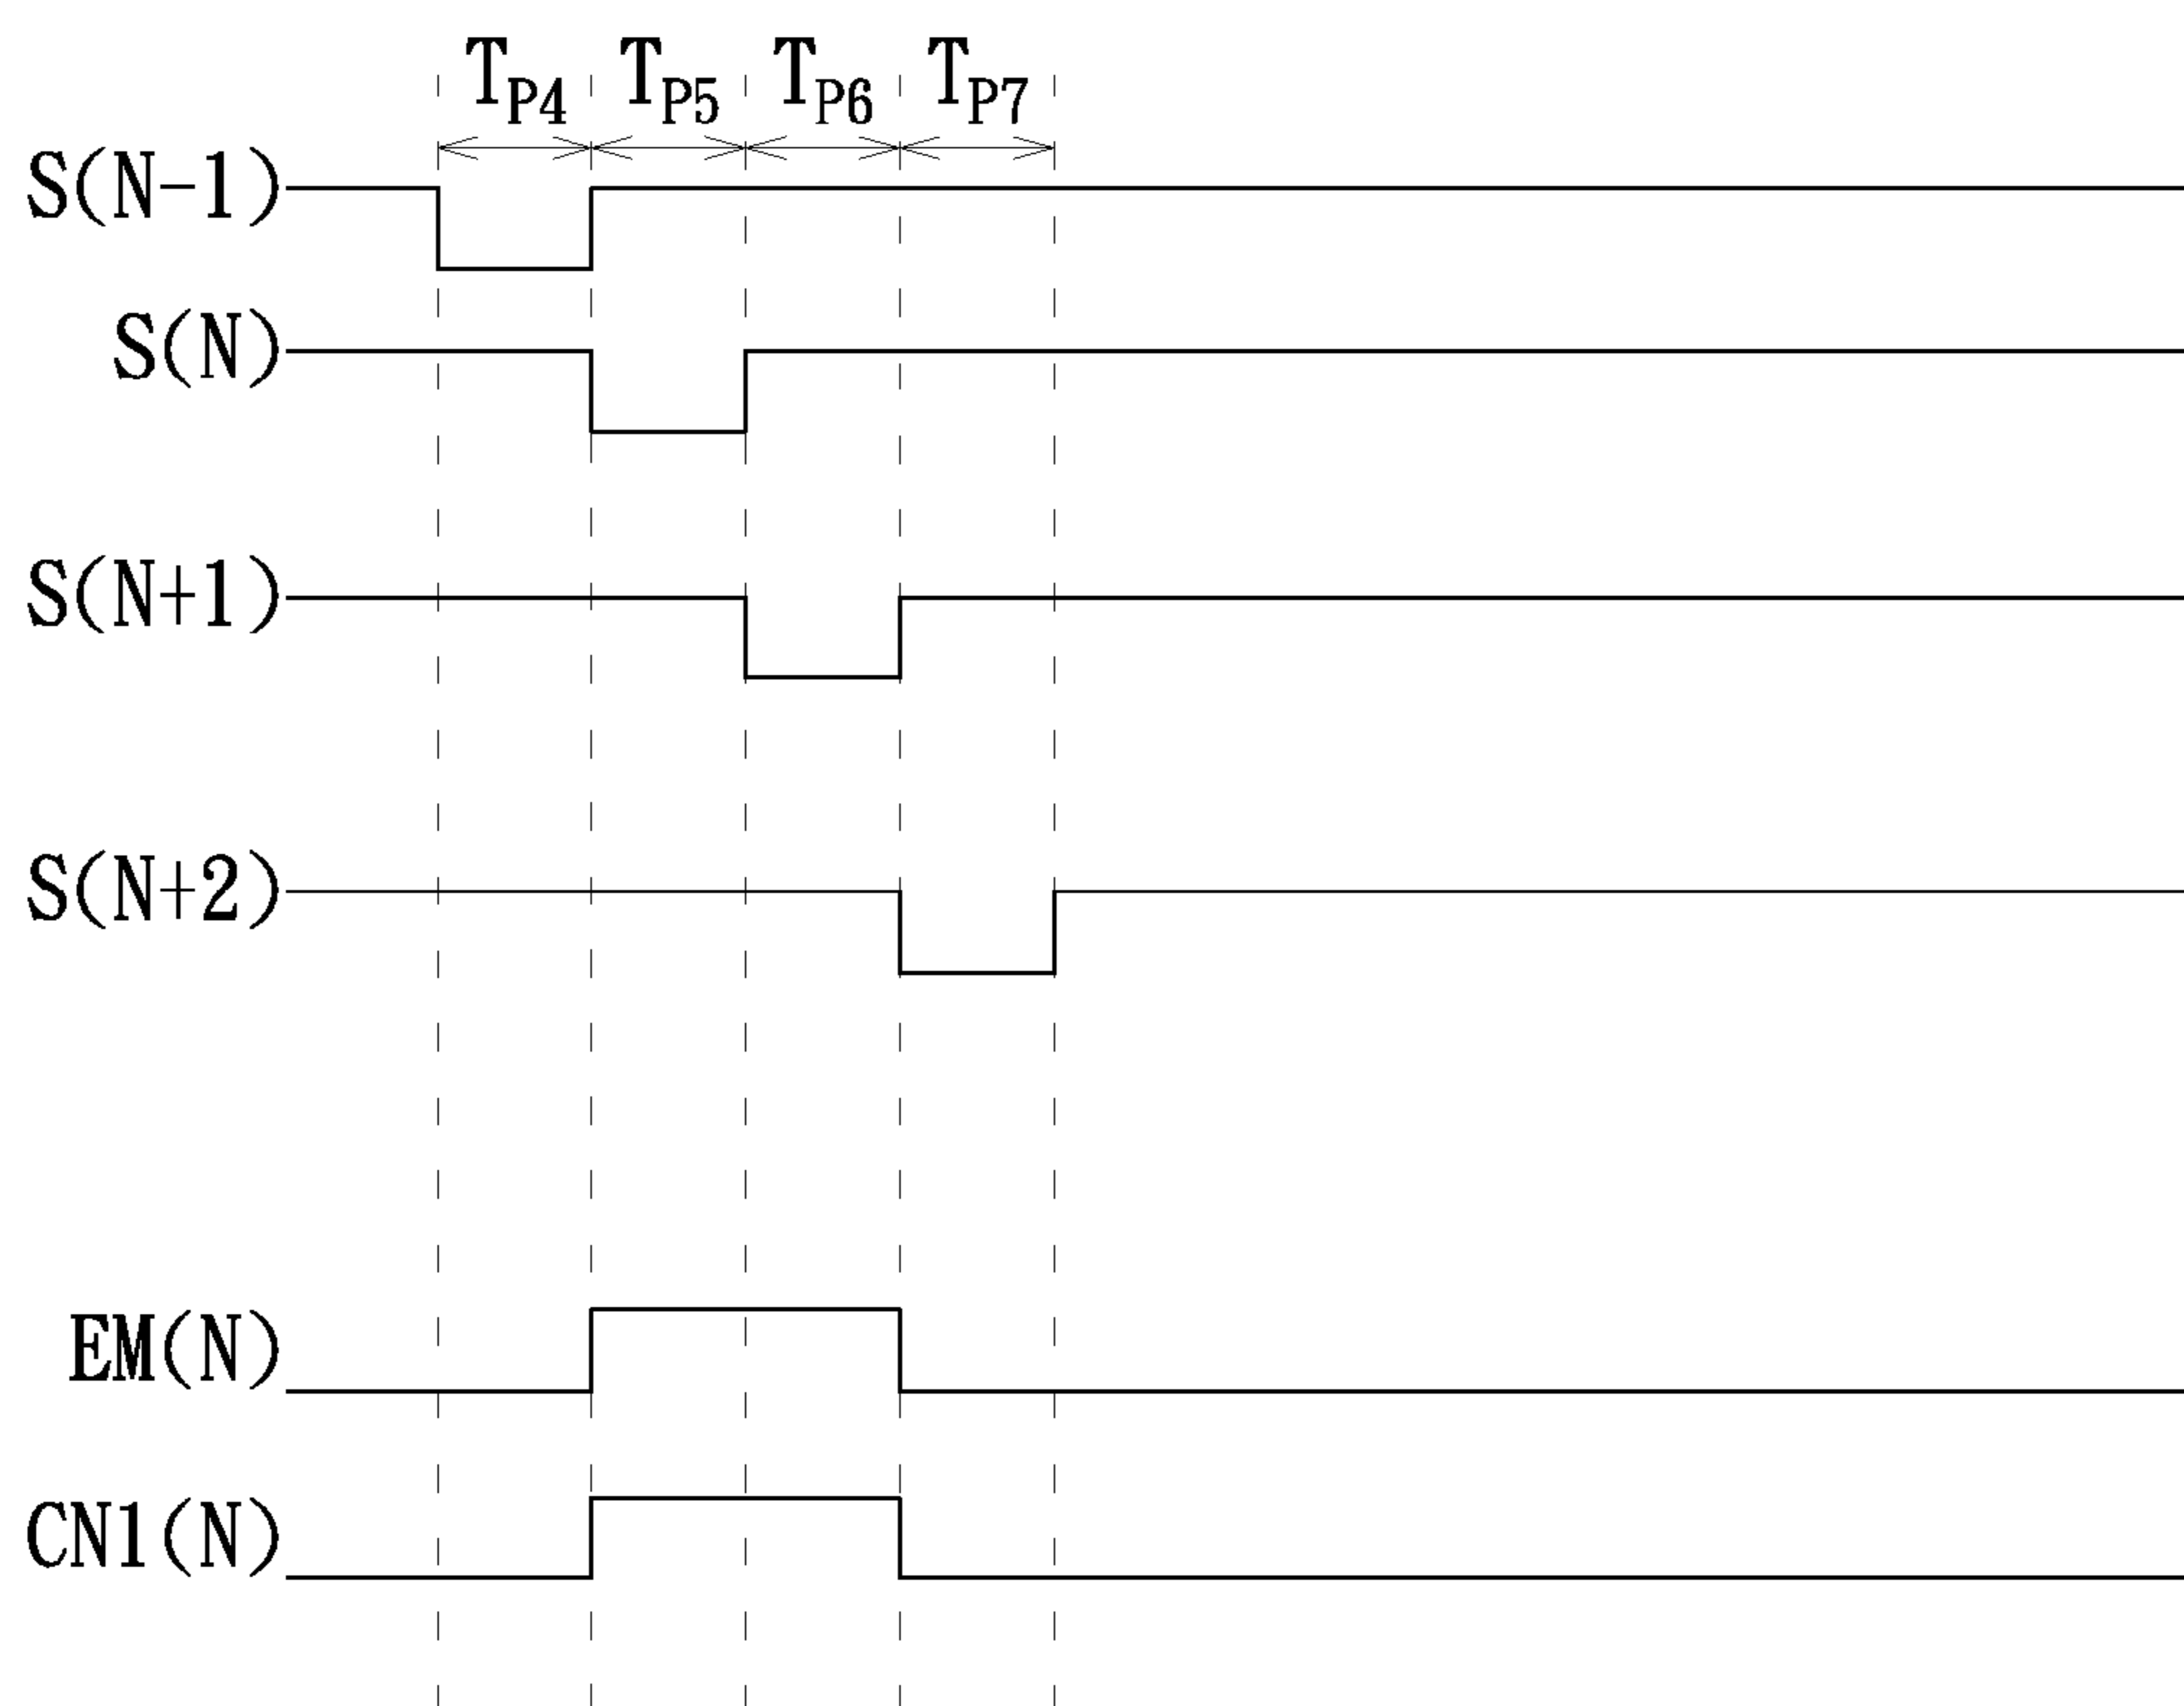 TP4 TP5 TP6 TP7
S(N-1)
S(N)
S(N+1)
S(N+2)
EM(N)
CN1(N)